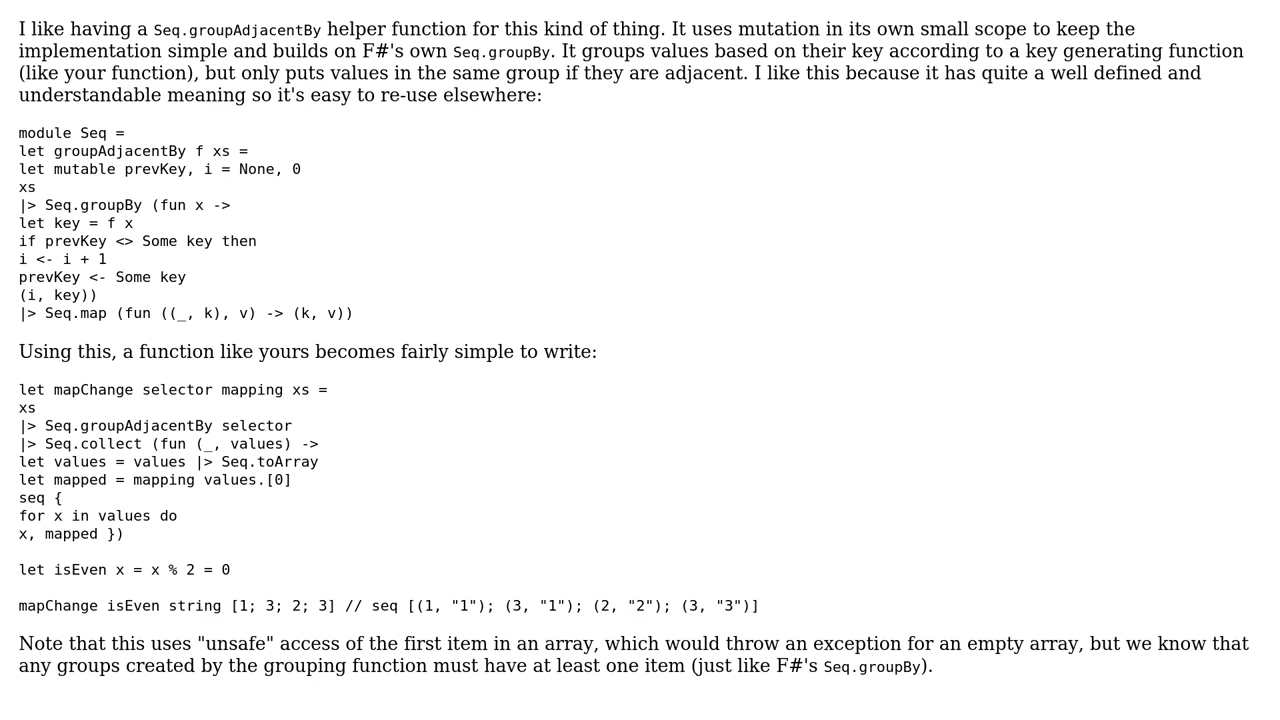 I like having a Seq.groupAdjacentBy helper function for this kind of thing. It uses mutation in its own small scope to keep the
implementation simple and builds on F#'s own Seq.groupBy. It groups values based on their key according to a key generating function
(like your function), but only puts values in the same group if they are adjacent. I like this because it has quite a well defined and
understandable meaning so it's easy to re-use elsewhere:
module Seq =
let groupAdjacentBy f xs =
let mutable prevKey, i = None, 0
xs
|> Seq.groupBy (fun x ->
let key = f x
if prevKey <> Some key then
i <- i + 1
prevKey <- Some key
(i, key))
|> Seq.map (fun ((_, k), v) -> (k, v))
Using this, a function like yours becomes fairly simple to write:
let mapChange selector mapping xs =
xs
|> Seq.groupAdjacentBy selector
|> Seq.collect (fun (_, values) ->
let values = values |> Seq.toArray
let mapped = mapping values.[0]
seq {
for x in values do
x, mapped })
let isEven x = x % 2 = 0
mapChange isEven string [1; 3; 2; 3] // seq [(1, "1"); (3, "1"); (2, "2"); (3, "3")]
Note that this uses "unsafe" access of the first item in an array, which would throw an exception for an empty array, but we know that
any groups created by the grouping function must have at least one item (just like F#'s Seq.groupBy).